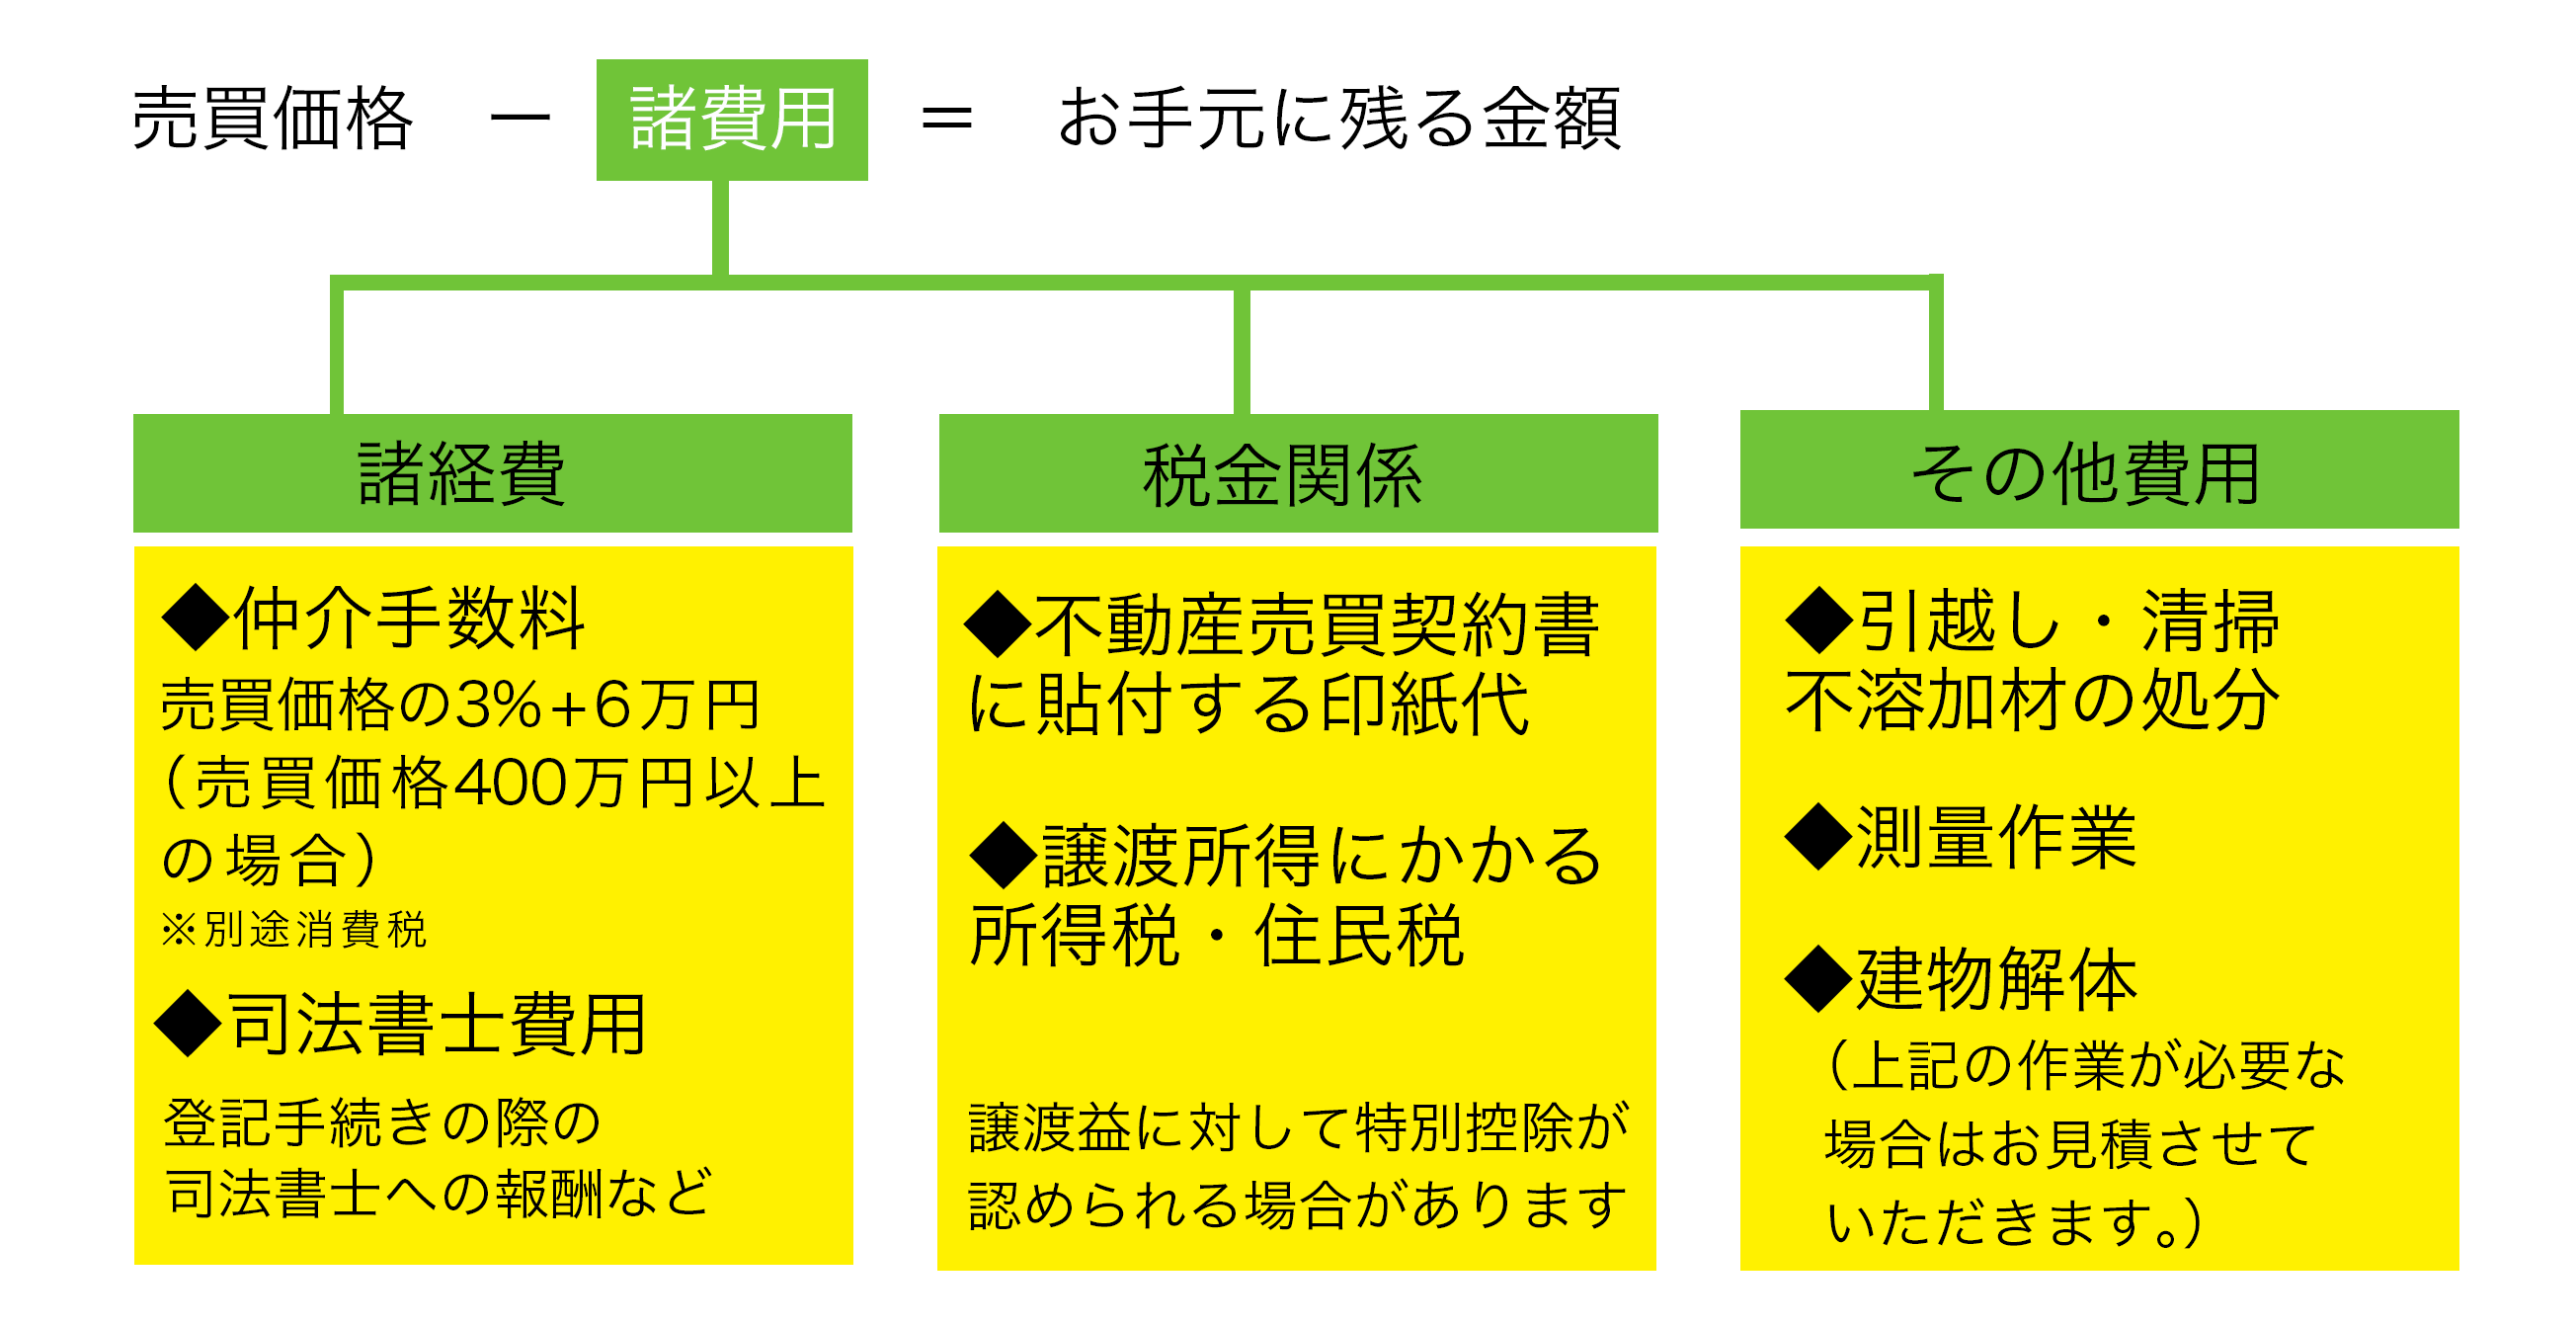 売買価格 － 諸費用 ＝ お手元に残る金額
諸経費
◆仲介手数料
売買価格の3%+6万円
（売買価格400万円以上
の場合）
※別途消費税
◆司法書士費用
登記手続きの際の
司法書士への報酬など
税金関係
◆不動産売買契約書
に貼付する印紙代
◆譲渡所得にかかる
所得税・住民税
譲渡益に対して特別控除が
認められる場合があります
その他費用
◆引越し・清掃
不溶加材の処分
◆測量作業
◆建物解体
（上記の作業が必要な
場合はお見積させて
いただきます。）